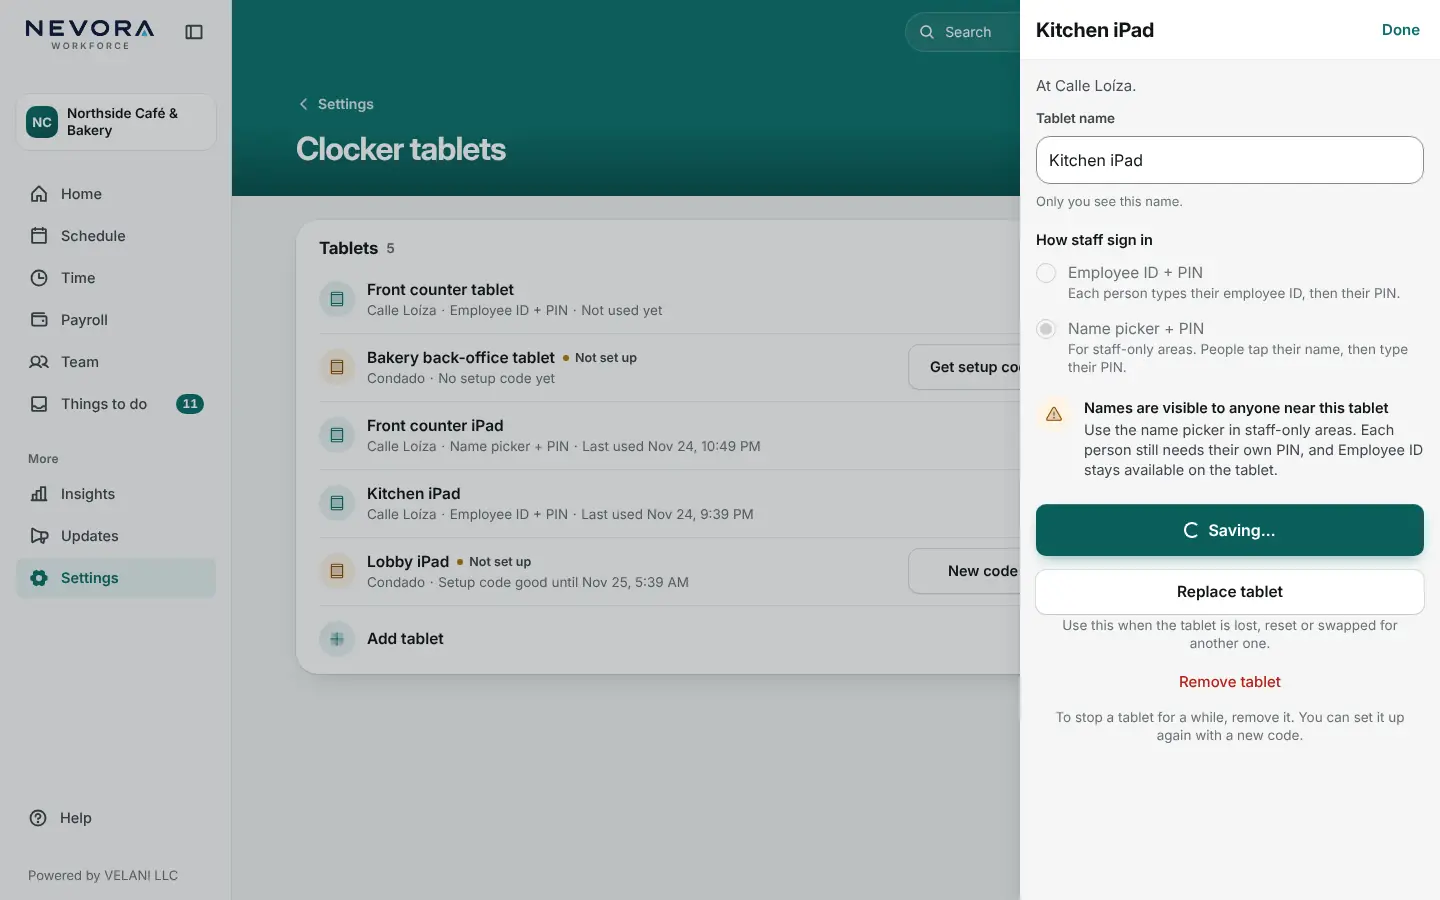 NEVORA
WORKFORCE
NC
Northside Café &
Bakery
Home
Schedule
Time
Payroll
Team
Things to do
11
More
Insights
Updates
Settings
Help
Powered by VELANI LLC
Search
Settings
Clocker tablets
Tablets 5
Front counter tablet
Calle Loíza · Employee ID + PIN · Not used yet
Bakery back-office tablet Not set up
Condado · No setup code yet
Get setup co
Front counter iPad
Calle Loíza · Name picker + PIN · Last used Nov 24, 10:49 PM
Kitchen iPad
Calle Loíza · Employee ID + PIN · Last used Nov 24, 9:39 PM
Lobby iPad Not set up
Condado · Setup code good until Nov 25, 5:39 AM
New code
Add tablet
Kitchen iPad
Done
At Calle Loíza.
Tablet name
Kitchen iPad
Only you see this name.
How staff sign in
Employee ID + PIN
Each person types their employee ID, then their PIN.
Name picker + PIN
For staff-only areas. People tap their name, then type
their PIN.
Names are visible to anyone near this tablet
Use the name picker in staff-only areas. Each
person still needs their own PIN, and Employee ID
stays available on the tablet.
Saving...
Replace tablet
Use this when the tablet is lost, reset or swapped for
another one.
Remove tablet
To stop a tablet for a while, remove it. You can set it up
again with a new code.